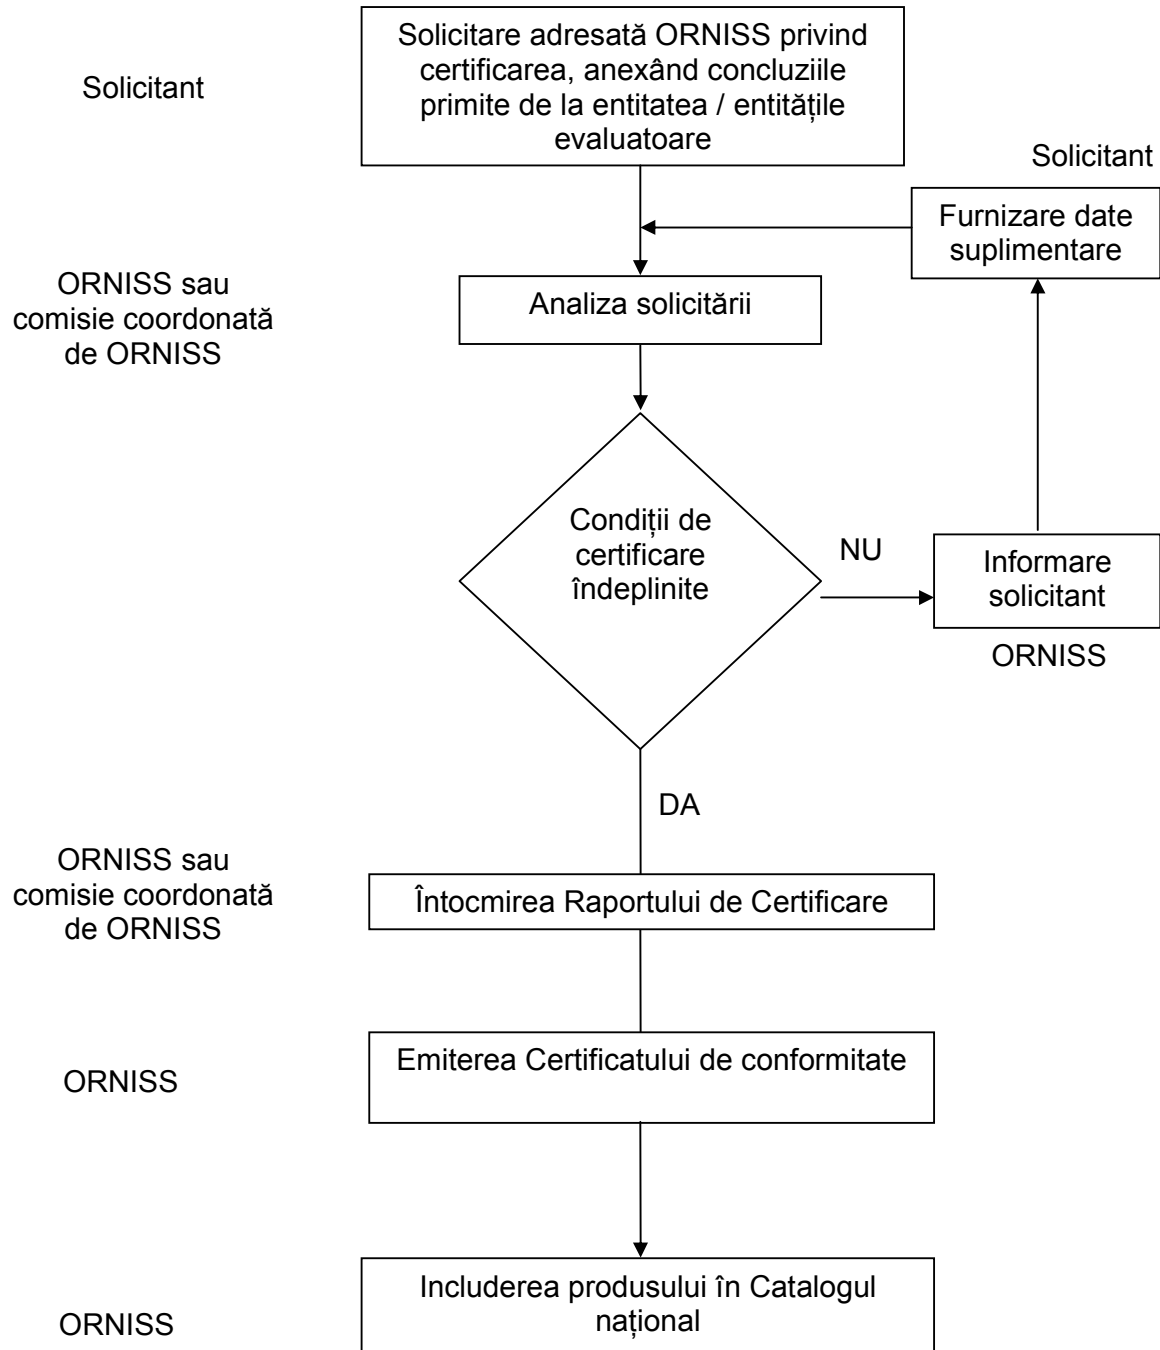 Solicitant
Solicitare adresată ORNISS privind
certificarea, anexând concluziile
primite de la entitatea / entitățile
evaluatoare
Solicitant
Furnizare date
suplimentare
ORNISS sau
comisie coordonată
de ORNISS
Analiza solicitării
Condiții de
certificare
îndeplinite
NU
Informare
solicitant
ORNISS
DA
ORNISS sau
comisie coordonată
de ORNISS
Întocmirea Raportului de Certificare
ORNISS
Emiterea Certificatului de conformitate
ORNISS
Includerea produsului în Catalogul
național